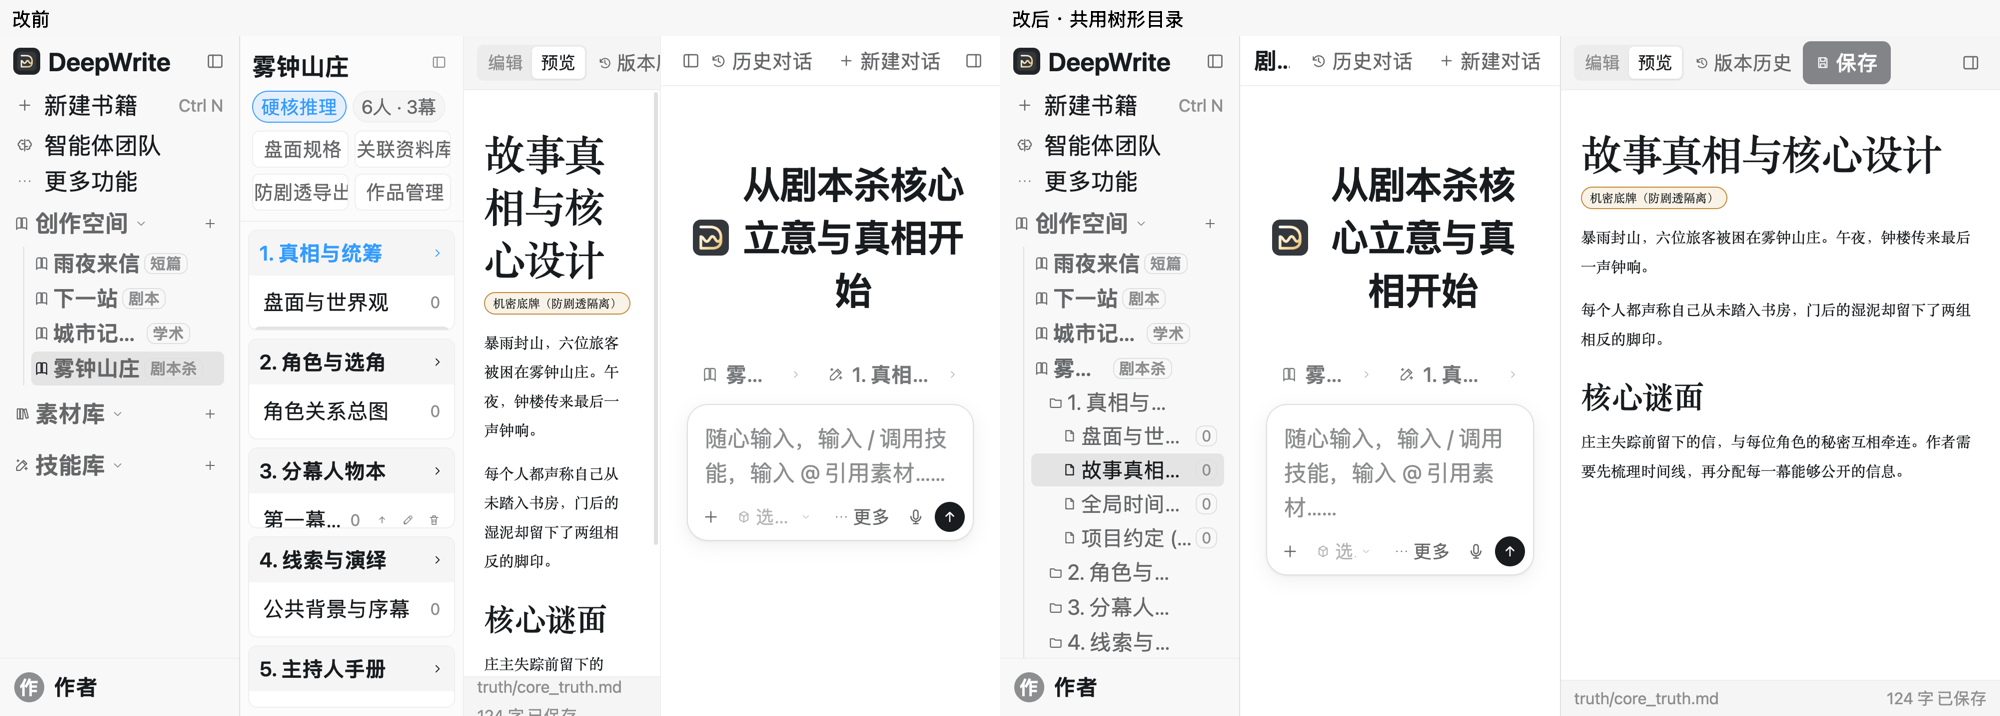 改前
DeepWrite
新建书籍 Ctrl N
智能体团队
更多功能
创作空间
雨夜来信 短篇
下一站 剧本
城市记... 学术
雾钟山庄 剧本杀
素材库
技能库
作 作者
雾钟山庄
硬核推理 6人 · 3幕
盘面规格 关联资料库
防剧透导出 作品管理
1. 真相与统筹
盘面与世界观 0
2. 角色与选角
角色关系总图 0
3. 分幕人物本
第一幕... 0
4. 线索与演绎
公共背景与序幕 0
5. 主持人手册
编辑 预览 版本历
故事真
相与核
心设计
机密底牌（防剧透隔离）
暴雨封山，六位旅客
被困在雾钟山庄。午
夜，钟楼传来最后一
声钟响。
每个人都声称自己从
未踏入书房，门后的
湿泥却留下了两组相
反的脚印。
核心谜面
庄主失踪前留下的
truth/core_truth.md
124 字 已保存
历史对话 新建对话
从剧本杀核心
立意与真相开
始
雾... 1. 真相...
随心输入，输入 / 调用技
能，输入 @ 引用素材......
选... ... 更多
改后 · 共用树形目录
DeepWrite
新建书籍 Ctrl N
智能体团队
更多功能
创作空间
雨夜来信 短篇
下一站 剧本
城市记... 学术
雾... 剧本杀
1. 真相与...
盘面与世... 0
故事真相... 0
全局时间... 0
项目约定 (... 0
2. 角色与...
3. 分幕人...
4. 线索与...
作 作者
剧... 历史对话 新建对话
从剧本杀核
心立意与真
相开始
雾... 1. 真...
随心输入，输入 / 调用
技能，输入 @ 引用素
材......
选 ... 更多
编辑 预览 版本历史 保存
故事真相与核心设计
机密底牌（防剧透隔离）
暴雨封山，六位旅客被困在雾钟山庄。午夜，钟楼传来最后
一声钟响。
每个人都声称自己从未踏入书房，门后的湿泥却留下了两组
相反的脚印。
核心谜面
庄主失踪前留下的信，与每位角色的秘密互相牵连。作者需
要先梳理时间线，再分配每一幕能够公开的信息。
truth/core_truth.md 124 字 已保存